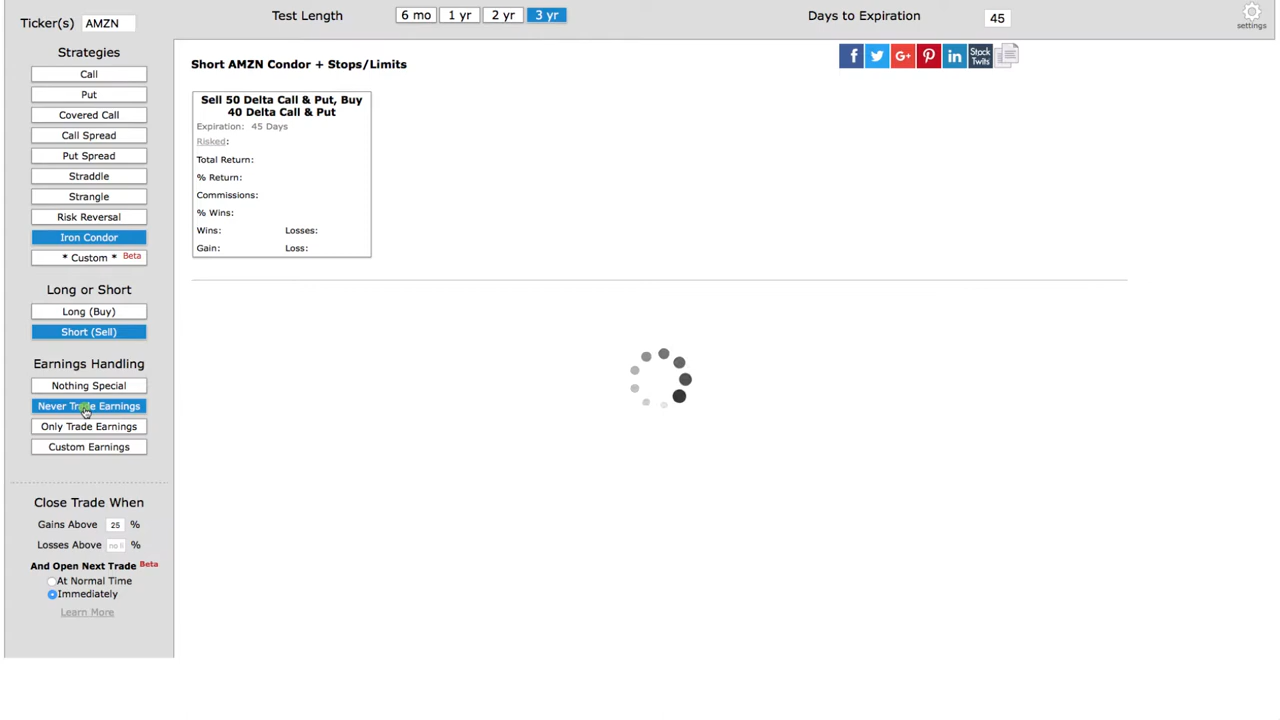 Ticker(s) AMZN
Test Length 6 mo 1 yr 2 yr 3 yr
Days to Expiration 45
settings
Strategies
Call
Put
Covered Call
Call Spread
Put Spread
Straddle
Strangle
Risk Reversal
Iron Condor
* Custom * Beta
Long or Short
Long (Buy)
Short (Sell)
Earnings Handling
Nothing Special
Never Trade Earnings
Only Trade Earnings
Custom Earnings
Close Trade When
Gains Above 25 %
Losses Above %
And Open Next Trade Beta
At Normal Time
Immediately
Learn More
Short AMZN Condor + Stops/Limits
f G+ in Stock
Twits
Sell 50 Delta Call & Put, Buy
40 Delta Call & Put
Expiration: 45 Days
Risked:
Total Return:
% Return:
Commissions:
% Wins:
Wins: Losses:
Gain: Loss: